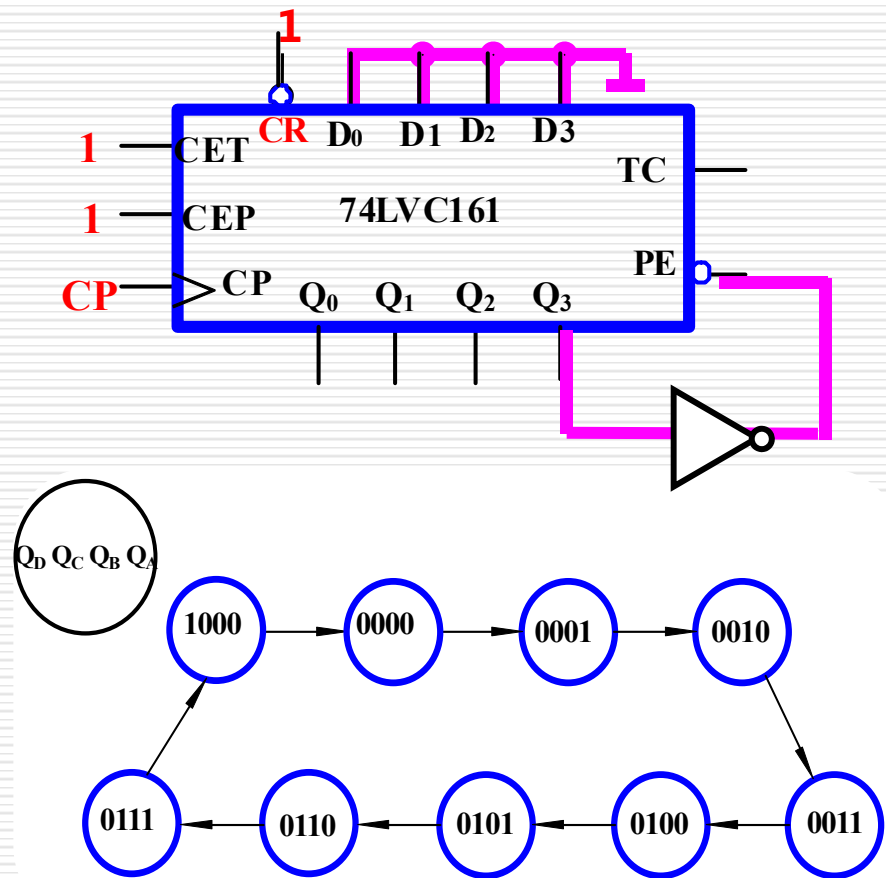 1
CR D0 D1 D2 D3
1 CET
TC
1 CEP 74LVC161
PE
CP CP
Q0 Q1 Q2 Q3
QD QC QB QA
1000 0000 0001 0010
0111 0110 0101 0100 0011